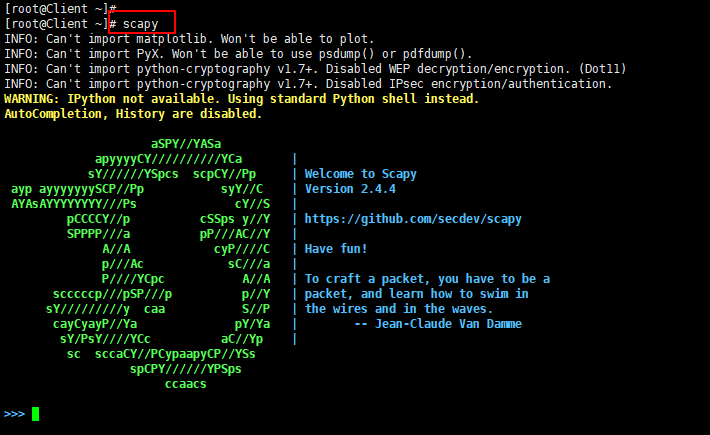 [root@Client ~]#
[root@Client ~]# scapy
INFO: Can't import matplotlib. Won't be able to plot.
INFO: Can't import PyX. Won't be able to use psdump() or pdfdump().
INFO: Can't import python-cryptography v1.7+. Disabled WEP decryption/encryption. (Dot11)
INFO: Can't import python-cryptography v1.7+. Disabled IPsec encryption/authentication.
WARNING: IPython not available. Using standard Python shell instead.
AutoCompletion, History are disabled.
                     aSPY//YASa
             apyyyyCY//////////YCa       |
            sY//////YSpcs  scpCY//Pp     | Welcome to Scapy
 ayp ayyyyyyySCP//Pp           syY//C    | Version 2.4.4
 AYAsAYYYYYYYY///Ps              cY//S   |
         pCCCCY//p          cSSps y//Y   | https://github.com/secdev/scapy
         SPPPP///a          pP///AC//Y   |
              A//A            cyP////C   | Have fun!
              p///Ac            sC///a   |
              P////YCpc           A//A   | To craft a packet, you have to be a
       scccccp///pSP///p          p//Y   | packet, and learn how to swim in
      sY/////////y  caa           S//P   | the wires and in the waves.
       cayCyayP//Ya              pY/Ya   |        -- Jean-Claude Van Damme
        sY/PsY////YCc          aC//Yp    |
         sc  sccaCY//PCypaapyCP//YSs
                  spCPY//////YPSps
                       ccaacs
>>>